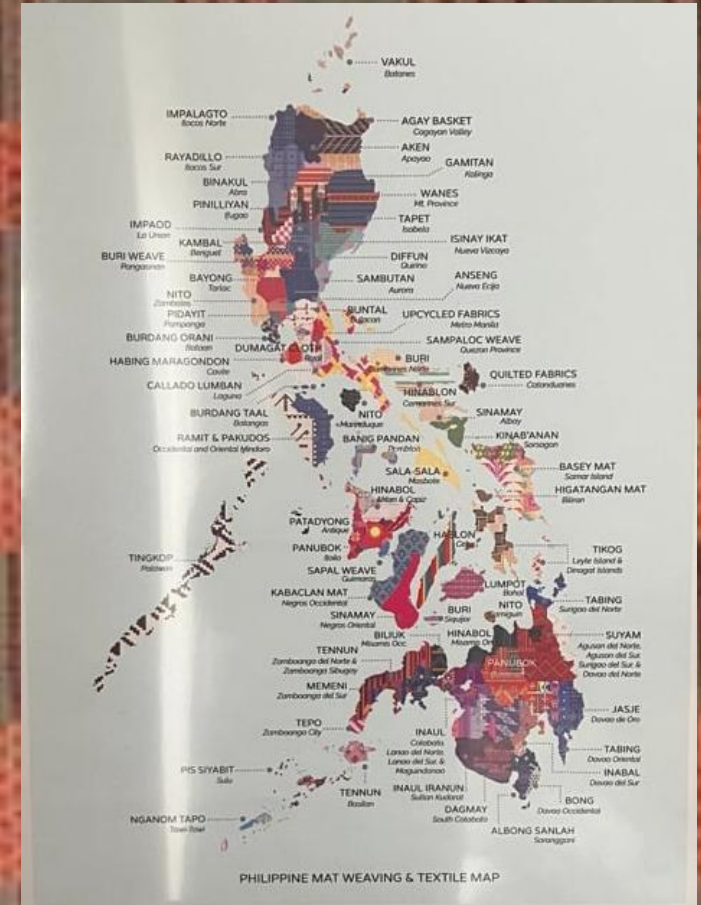 VAKUL
Batanes
IMPALAGTO
Ilocos Norte
AGAY BASKET
Cagayan Valley
AKEN
Apayao
RAYADILLO
Ilocos Sur
GAMITAN
Kalinga
BINAKUL
Abra
WANES
Mt. Province
PINILLIYAN
Ifugao
TAPET
Isabela
IMPAOD
La Union
KAMBAL
Benguet
ISINAY IKAT
Nueva Vizcaya
BURI WEAVE
Pangasinan
DIFFUN
Quirino
BAYONG
Tarlac
SAMBUTAN
Aurora
ANSENG
Nueva Ecija
NITO
Zambales
PIDAYIT
Pampanga
BUNTAL
Bulacan
UPCYCLED FABRICS
Metro Manila
BURDANG ORANI
Bataan
DUMAGAT CLOTH
Rizal
SAMPALOC WEAVE
Quezon Province
HABING MARAGONDON
Cavite
BURI
Camarines Norte
QUILTED FABRICS
Catanduanes
CALLADO LUMBAN
Laguna
HINABLON
Camarines Sur
BURDANG TAAL
Batangas
NITO
Marinduque
SINAMAY
Albay
RAMIT & PAKUDOS
Occidental and Oriental Mindoro
BANIG PANDAN
Romblon
KINAB'ANAN
Sorsogon
SALA-SALA
Masbate
BASEY MAT
Samar Island
HINABOL
Aklan & Capiz
HIGATANGAN MAT
Biliran
PATADYONG
Antique
HABLON
Cebu
PANUBOK
Iloilo
TIKOG
Leyte Island &
Dinagat Islands
TINGKOP
Palawan
SAPAL WEAVE
Guimaras
KABACLAN MAT
Negros Occidental
LUMPOT
Bohol
TABING
Surigao del Norte
SINAMAY
Negros Oriental
BURI
Siquijor
NITO
Camiguin
BILIUK
Misamis Occ.
HINABOL
Misamis Or.
SUYAM
Agusan del Norte,
Agusan del Sur,
Surigao del Sur, &
Davao del Norte
TENNUN
Zamboanga del Norte &
Zamboanga Sibugay
PANUBOK
MEMENI
Zamboanga del Sur
JASJE
Davao de Oro
TEPO
Zamboanga City
INAUL
Cotabato,
Lanao del Norte,
Lanao del Sur, &
Maguindanao
TABING
Davao Oriental
PIS SIYABIT
Sulu
INABAL
Davao del Sur
TENNUN
Basilan
INAUL IRANUN
Sultan Kudarat
BONG
Davao Occidental
DAGMAY
South Cotabato
NGANOM TAPO
Tawi-Tawi
ALBONG SANLAH
Sarangani
PHILIPPINE MAT WEAVING & TEXTILE MAP